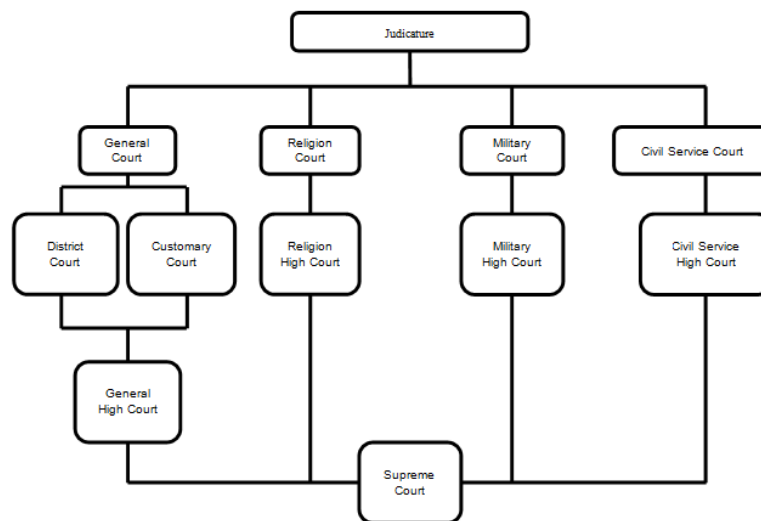 Judicature
General
Court
Religion
Court
Military
Court
Civil Service Court
District
Court
Customary
Court
Religion
High Court
Military
High Court
Civil Service
High Court
General
High Court
Supreme
Court